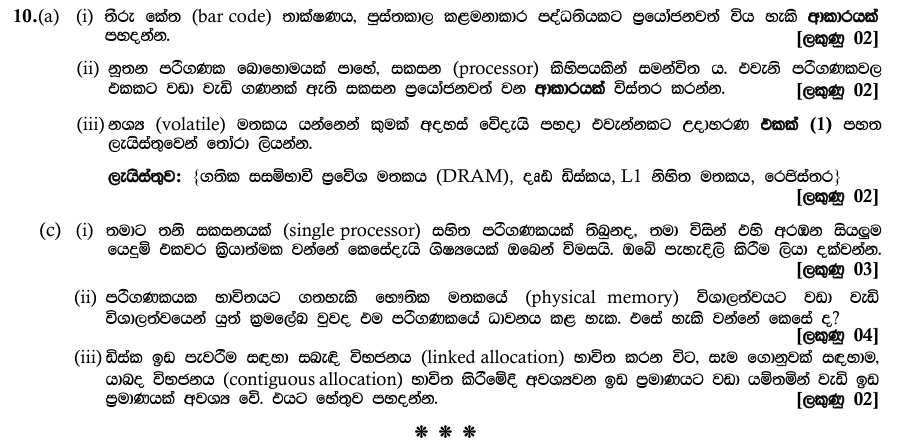 10.(a) (i) තීරු කේත (bar code) තාක්ෂණය, පුස්තකාල කළමනාකාර පද්ධතියකට ප්‍රයෝජනවත් විය හැකි ආකාරයක්
පහදන්න. [ලකුණු 02]
(ii) නූතන පරිගණක බොහොමයක් පාහේ, සකසන (processor) කිහිපයකින් සමන්විත ය. එවැනි පරිගණකවල
එකකට වඩා වැඩි ගණනක් ඇති සකසන ප්‍රයෝජනවත් වන ආකාරයක් විස්තර කරන්න. [ලකුණු 02]
(iii) නශ්‍ය (volatile) මතකය යන්නෙන් කුමක් අදහස් වේදැයි පහදා එවැන්නකට උදාහරණ එකක් (1) පහත
ලැයිස්තුවෙන් තෝරා ලියන්න.
ලැයිස්තුව: {ගතික සසම්භාවී ප්‍රවේශ මතකය (DRAM), දෘඩ ඩිස්කය, L1 නිහිත මතකය, රෙජිස්තර}
[ලකුණු 02]
(c) (i) තමාට තනි සකසනයක් (single processor) සහිත පරිගණකයක් තිබුනද, තමා විසින් එහි අරඹන සියලුම
යෙදුම් එකවර ක්‍රියාත්මක වන්නේ කෙසේදැයි ශිෂ්‍යයෙක් ඔබෙන් විමසයි. ඔබේ පැහැදිලි කිරීම ලියා දක්වන්න.
[ලකුණු 03]
(ii) පරිගණකයක භාවිතයට ගතහැකි භෞතික මතකයේ (physical memory) විශාලත්වයට වඩා වැඩි
විශාලත්වයෙන් යුත් ක්‍රමලේඛ වුවද එම පරිගණකයේ ධාවනය කළ හැක. එසේ හැකි වන්නේ කෙසේ ද?
[ලකුණු 04]
(iii) ඩිස්ක ඉඩ පැවරීම සඳහා සබැඳි විභජනය (linked allocation) භාවිත කරන විට, සෑම ගොනුවක් සඳහාම,
යාබද විභජනය (contiguous allocation) භාවිත කිරීමේදී අවශ්‍යවන ඉඩ ප්‍රමාණයට වඩා යම්තමින් වැඩි ඉඩ
ප්‍රමාණයක් අවශ්‍ය වේ. එයට හේතුව පහදන්න. [ලකුණු 02]
✻ ✻ ✻